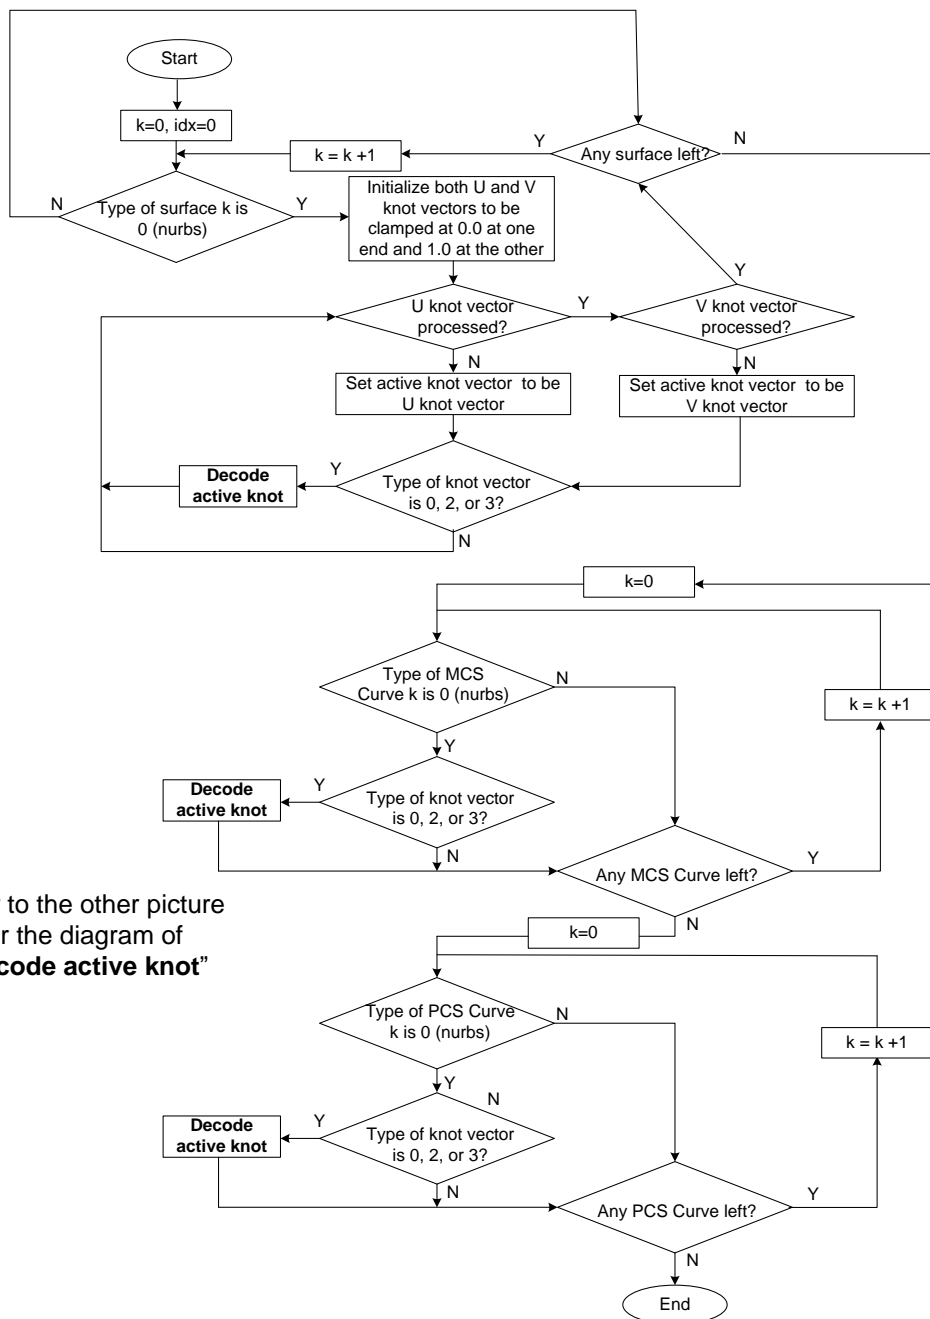 Start
k=0, idx=0
Y
N
k = k +1
Any surface left?
N
Type of surface k is
0 (nurbs)
Y
Initialize both U and V
knot vectors to be
clamped at 0.0 at one
end and 1.0 at the other
Y
U knot vector
processed?
Y
V knot vector
processed?
N
N
Set active knot vector to be
U knot vector
Set active knot vector to be
V knot vector
Decode
active knot
Y
Type of knot vector
is 0, 2, or 3?
N
k=0
Type of MCS
Curve k is 0 (nurbs)
N
k = k +1
Y
Decode
active knot
Y
Type of knot vector
is 0, 2, or 3?
N
Any MCS Curve left?
Y
N
to the other picture
r the diagram of
code active knot”
k=0
Type of PCS Curve
k is 0 (nurbs)
N
k = k +1
Y
N
Decode
active knot
Y
Type of knot vector
is 0, 2, or 3?
N
Any PCS Curve left?
Y
N
End